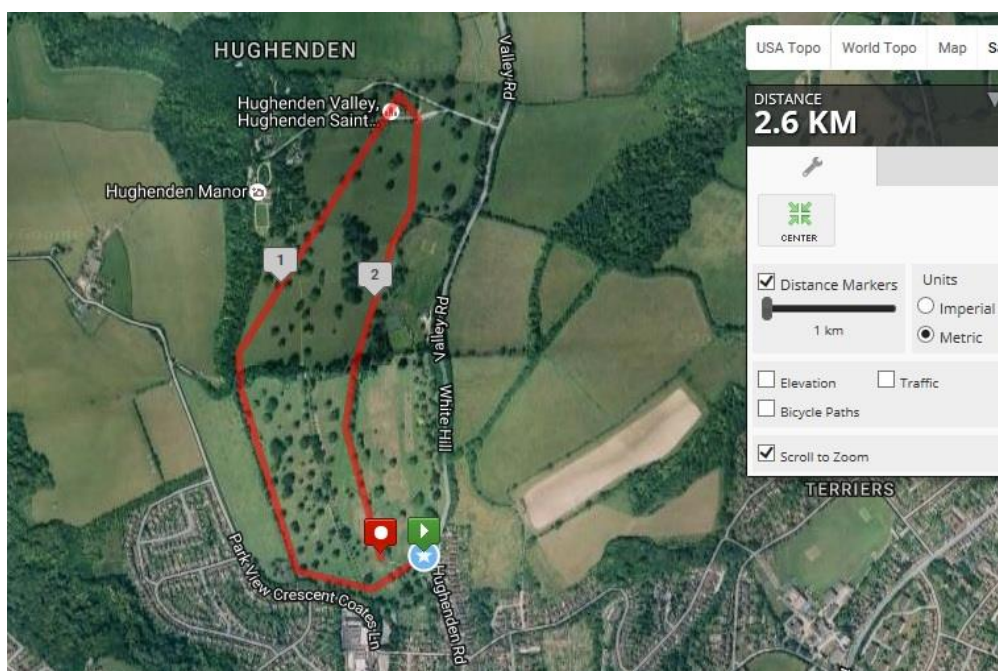 HUGHENDEN
Hughenden Valley,
Hughenden Saint...
Hughenden Manor
Valley Rd
1
2
Valley Rd
White Hill
Park View Crescent
Coates Ln
Hughenden Rd
TERRIERS
USA Topo
World Topo
Map
DISTANCE
2.6 KM
CENTER
Distance Markers
1 km
Units
Imperial
Metric
Elevation
Traffic
Bicycle Paths
Scroll to Zoom